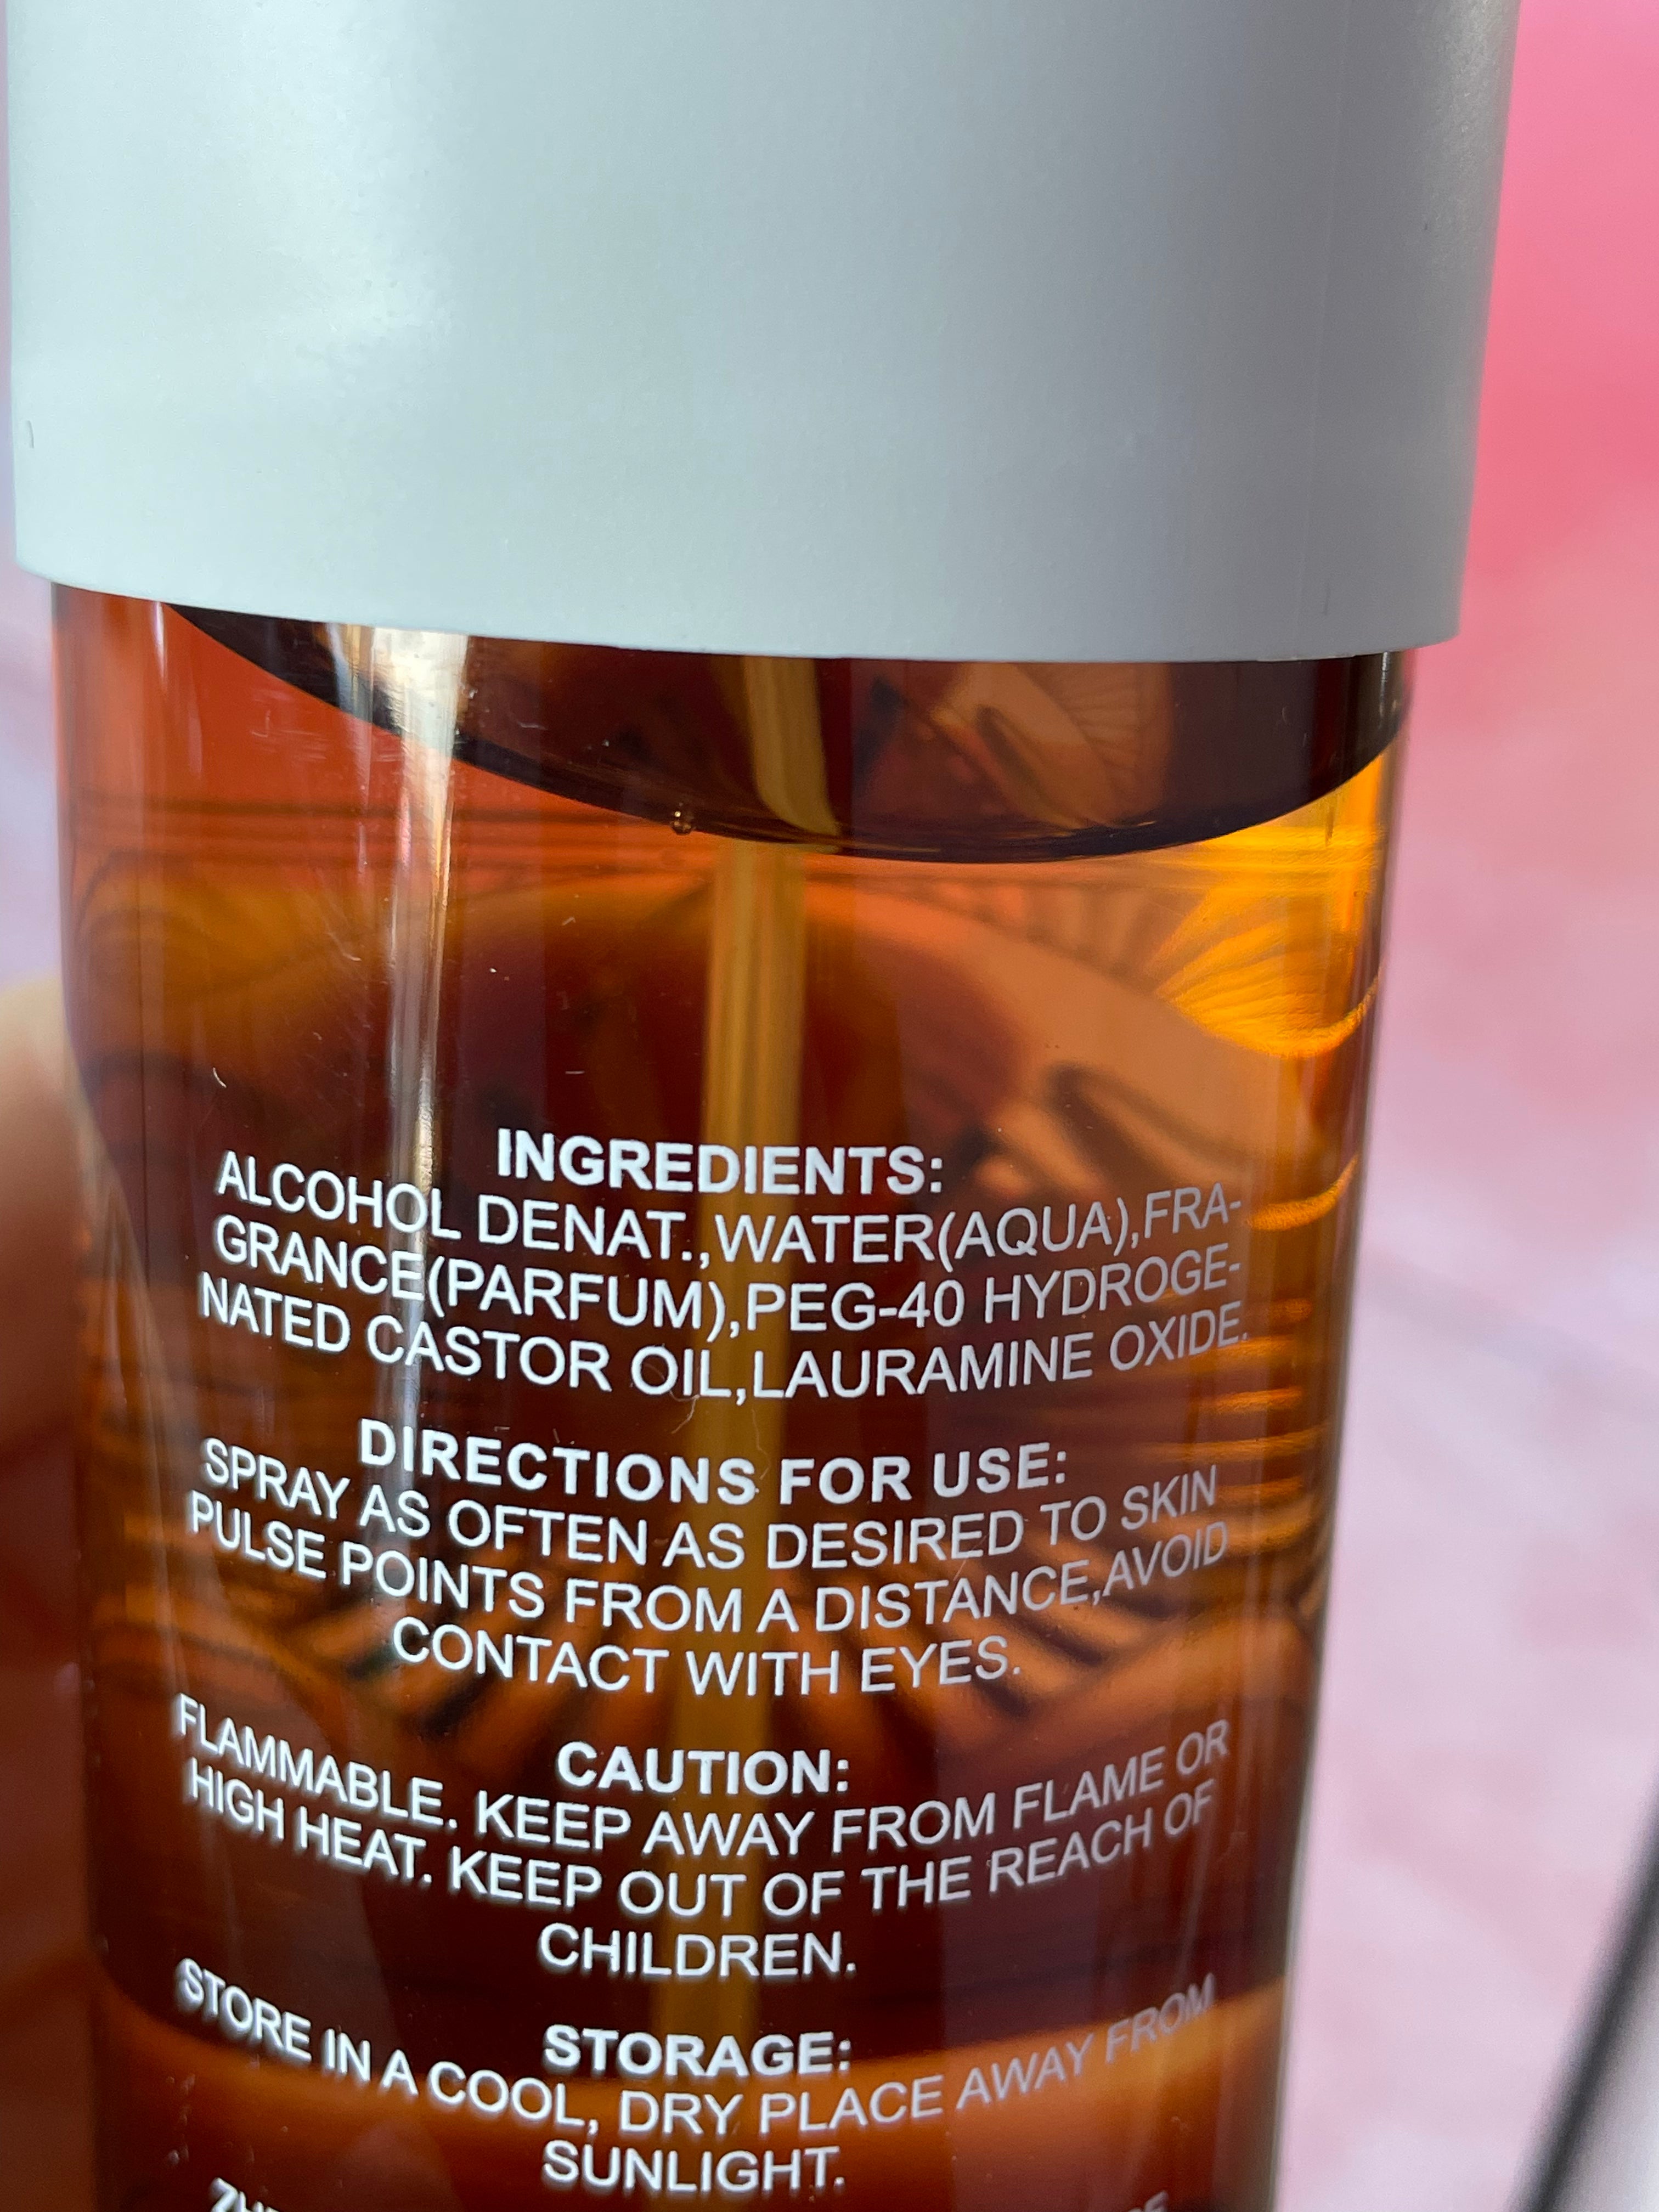 INGREDIENTS:
ALCOHOL DENAT.,WATER(AQUA),FRA-
GRANCE(PARFUM),PEG-40 HYDROGE-
NATED CASTOR OIL,LAURAMINE OXIDE.
DIRECTIONS FOR USE:
SPRAY AS OFTEN AS DESIRED TO SKIN
PULSE POINTS FROM A DISTANCE,AVOID
CONTACT WITH EYES.
CAUTION:
FLAMMABLE. KEEP AWAY FROM FLAME OR
HIGH HEAT. KEEP OUT OF THE REACH OF
CHILDREN.
STORAGE:
STORE IN A COOL, DRY PLACE AWAY FROM
SUNLIGHT.